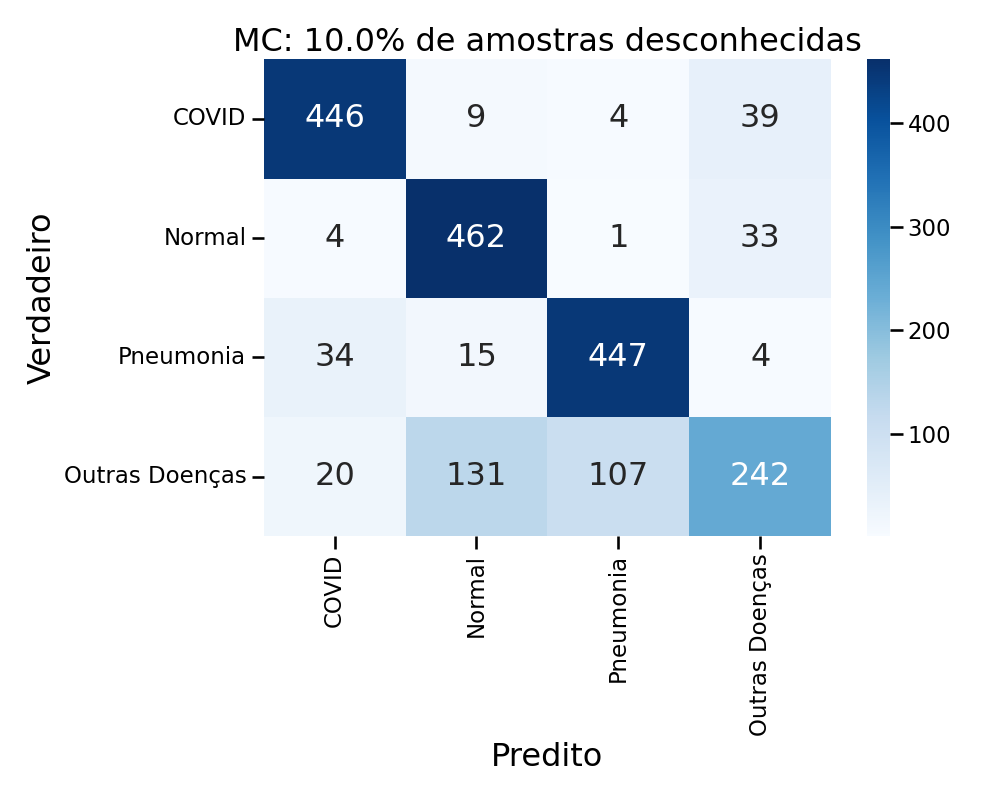 MC: 10.0% de amostras desconhecidas
Verdadeiro
COVID 446 9 4 39
Normal 4 462 1 33
Pneumonia 34 15 447 4
Outras Doenças 20 131 107 242
COVID Normal Pneumonia Outras Doenças
Predito
400
300
200
100